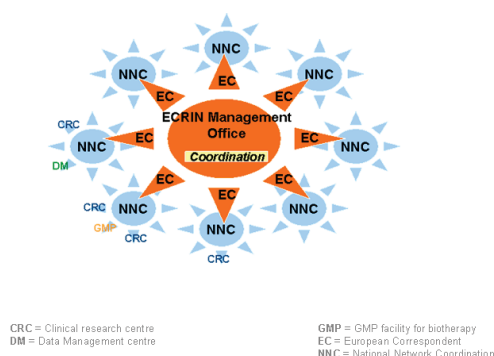 NNC
NNC
NNC
EC
EC
EC
ECRIN Management
Office
Coordination
CRC
NNC
EC
EC
NNC
DM
EC
EC
EC
CRC
NNC
NNC
GMP
CRC
NNC
CRC
CRC = Clinical research centre
DM = Data Management centre
GMP = GMP facility for biotherapy
EC = European Correspondent
NNC = National Network Coordination